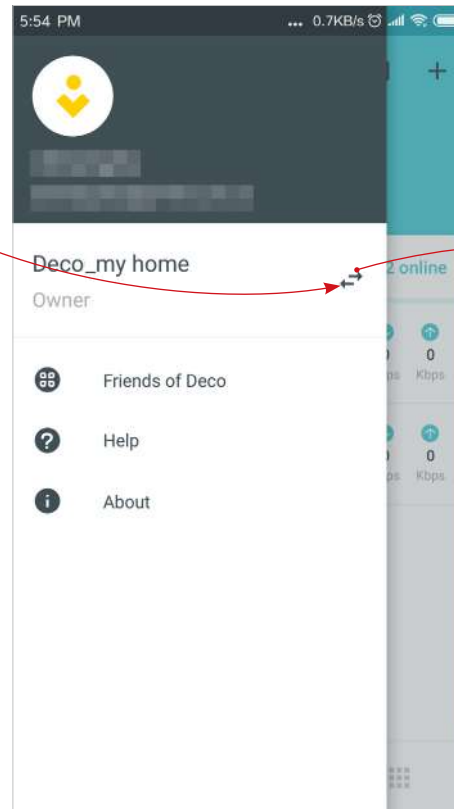 5:54 PM ... 0.7KB/s
Deco_my home
2 online
Owner
0
Kbps
Friends of Deco
Help
0
Kbps
About